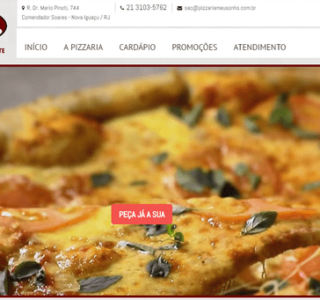 R. Dr. Mario Pinoti, 744
Comendador Soares - Nova Iguaçu / RJ
21 3103-5762
sac@pizzariameusonho.com.br
INÍCIO
A PIZZARIA
CARDÁPIO
PROMOÇÕES
ATENDIMENTO
PEÇA JÁ A SUA